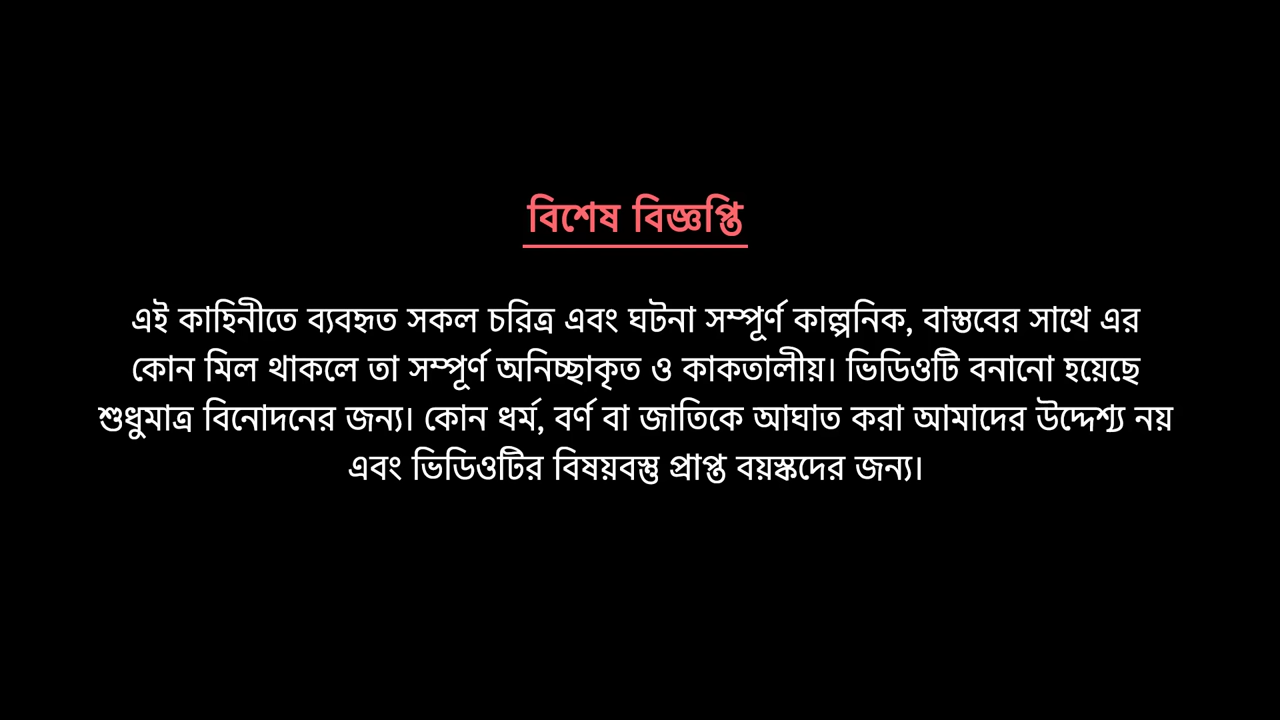 বিশেষ বিজ্ঞপ্তি
এই কাহিনীতে ব্যবহৃত সকল চরিত্র এবং ঘটনা সম্পূর্ণ কাল্পনিক, বাস্তবের সাথে এর
কোন মিল থাকলে তা সম্পূর্ণ অনিচ্ছাকৃত ও কাকতালীয়। ভিডিওটি বনানো হয়েছে
শুধুমাত্র বিনোদনের জন্য। কোন ধর্ম, বর্ণ বা জাতিকে আঘাত করা আমাদের উদ্দেশ্য নয়
এবং ভিডিওটির বিষয়বস্তু প্রাপ্ত বয়স্কদের জন্য।